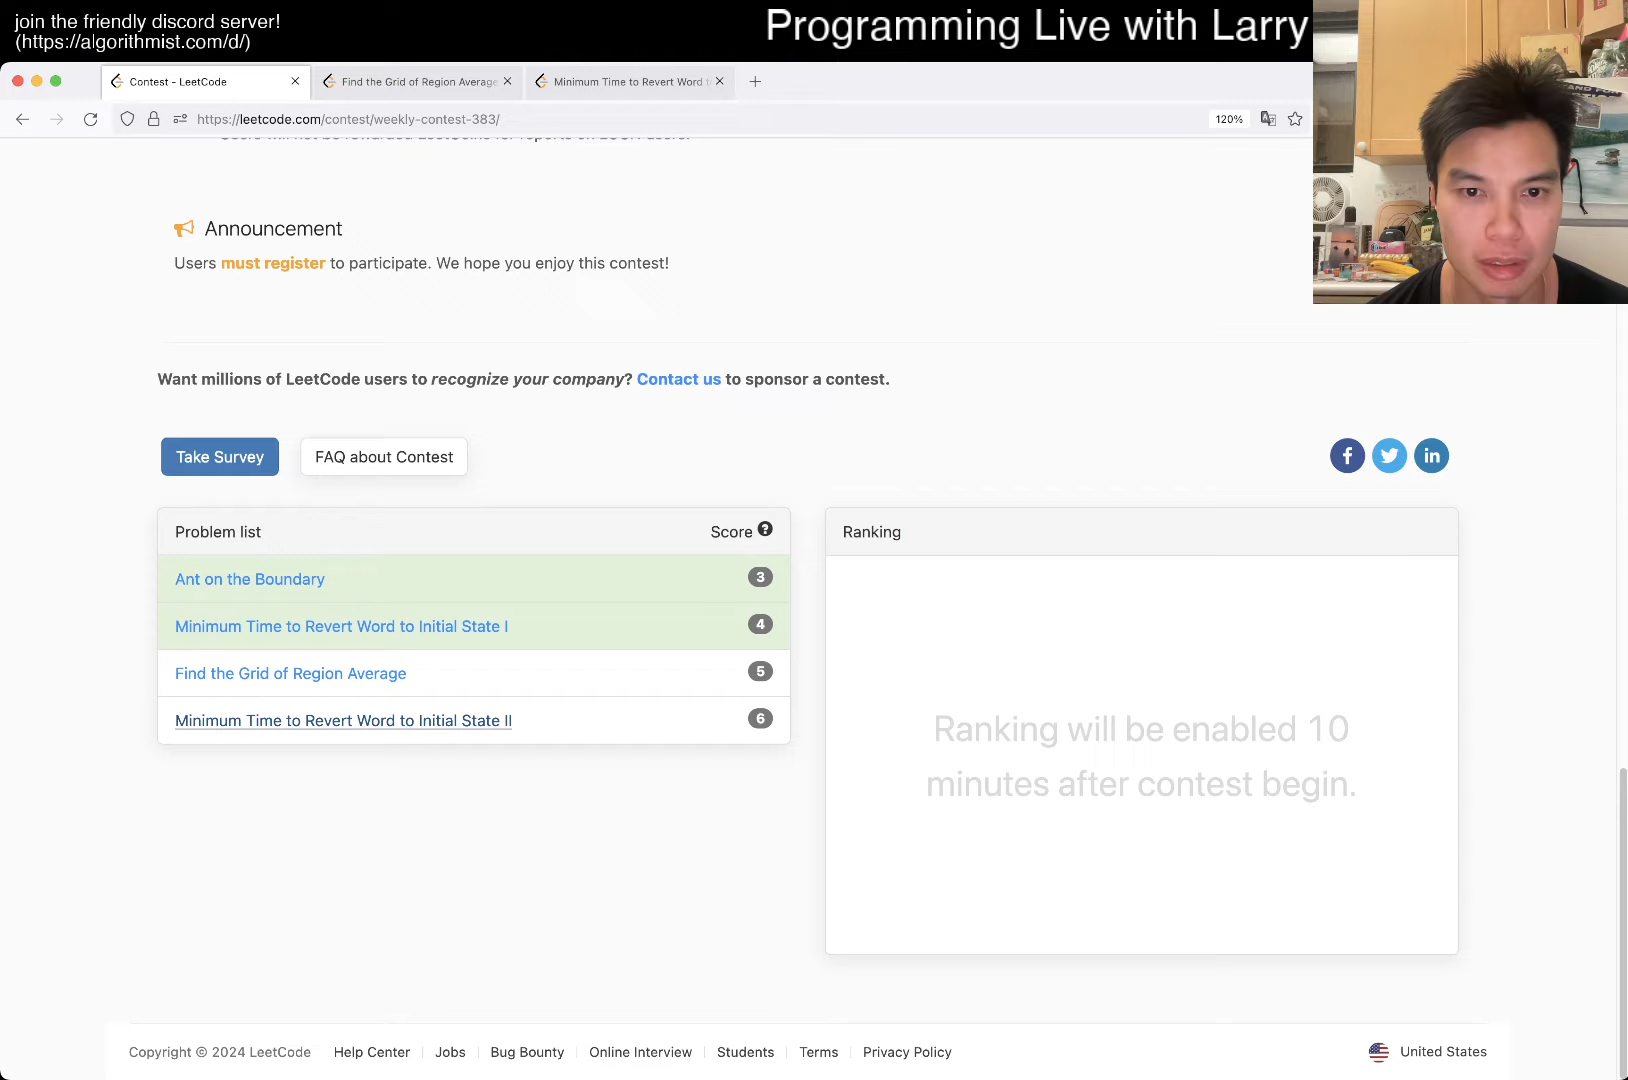 join the friendly discord server!
(https://algorithmist.com/d/)
Programming Live with Larry
Contest - LeetCode
Find the Grid of Region Average
Minimum Time to Revert Word t
https://leetcode.com/contest/weekly-contest-383/
120%
Announcement
Users must register to participate. We hope you enjoy this contest!
Want millions of LeetCode users to recognize your company? Contact us to sponsor a contest.
Take Survey
FAQ about Contest
Problem list
Score
Ant on the Boundary
3
Minimum Time to Revert Word to Initial State I
4
Find the Grid of Region Average
5
Minimum Time to Revert Word to Initial State II
6
Ranking
Ranking will be enabled 10
minutes after contest begin.
Copyright © 2024 LeetCode
Help Center
Jobs
Bug Bounty
Online Interview
Students
Terms
Privacy Policy
United States